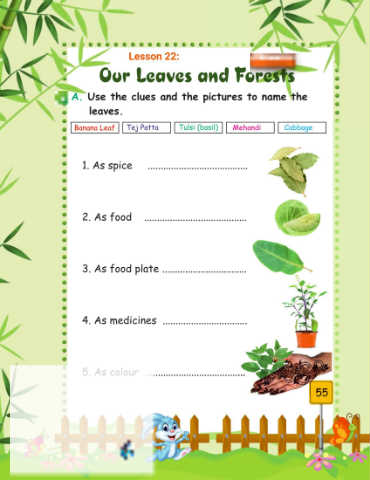 Lesson 22:
Our Leaves and Forests
A. Use the clues and the pictures to name the
leaves.
Banana Leaf Tej Patta Tulsi (basil) Mehandi Cabbage
1. As spice ..............................
2. As food ..............................
3. As food plate .........................
4. As medicines .........................
5. As colour ..............................
55